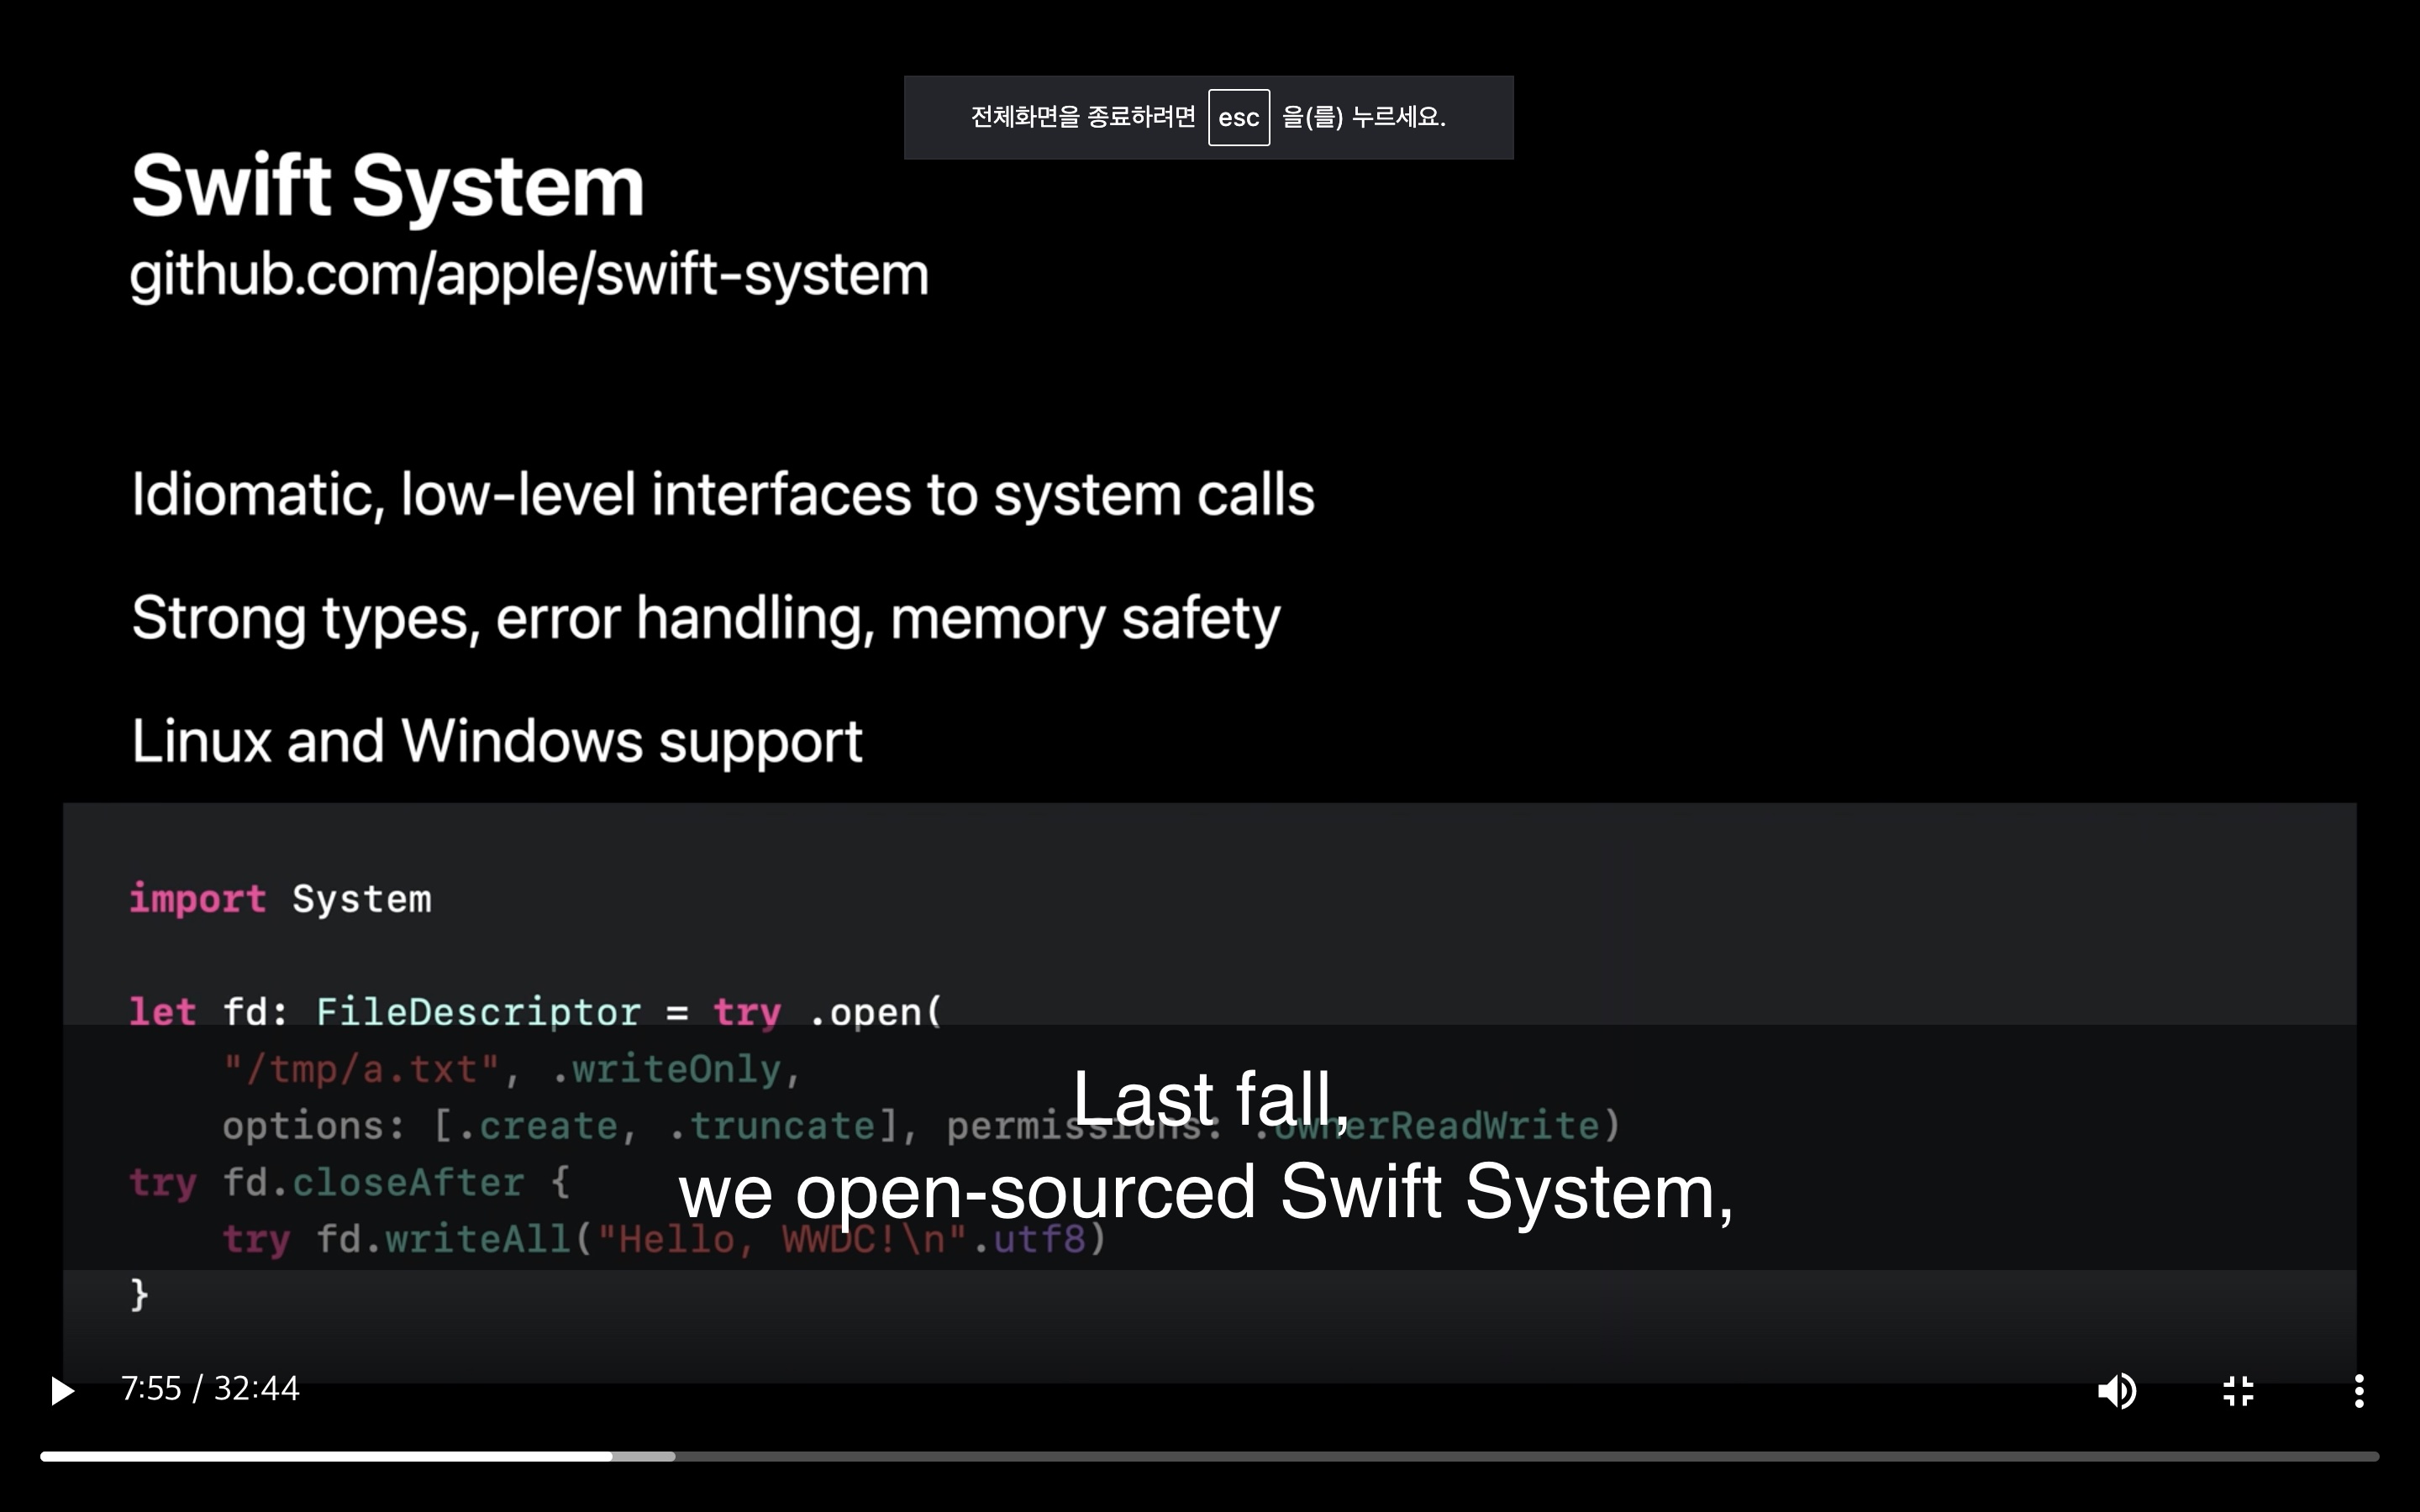 전체화면을 종료하려면 esc 을(를) 누르세요.
Swift System
github.com/apple/swift-system
Idiomatic, low-level interfaces to system calls
Strong types, error handling, memory safety
Linux and Windows support
import System
let fd: FileDescriptor = try .open(
"/tmp/a.txt", .writeOnly,
options: [.create, .truncate], permissions: .ownerReadWrite)
try fd.closeAfter {
try fd.writeAll("Hello, WWDC!\n".utf8)
}
Last fall,
we open-sourced Swift System,
7:55 / 32:44